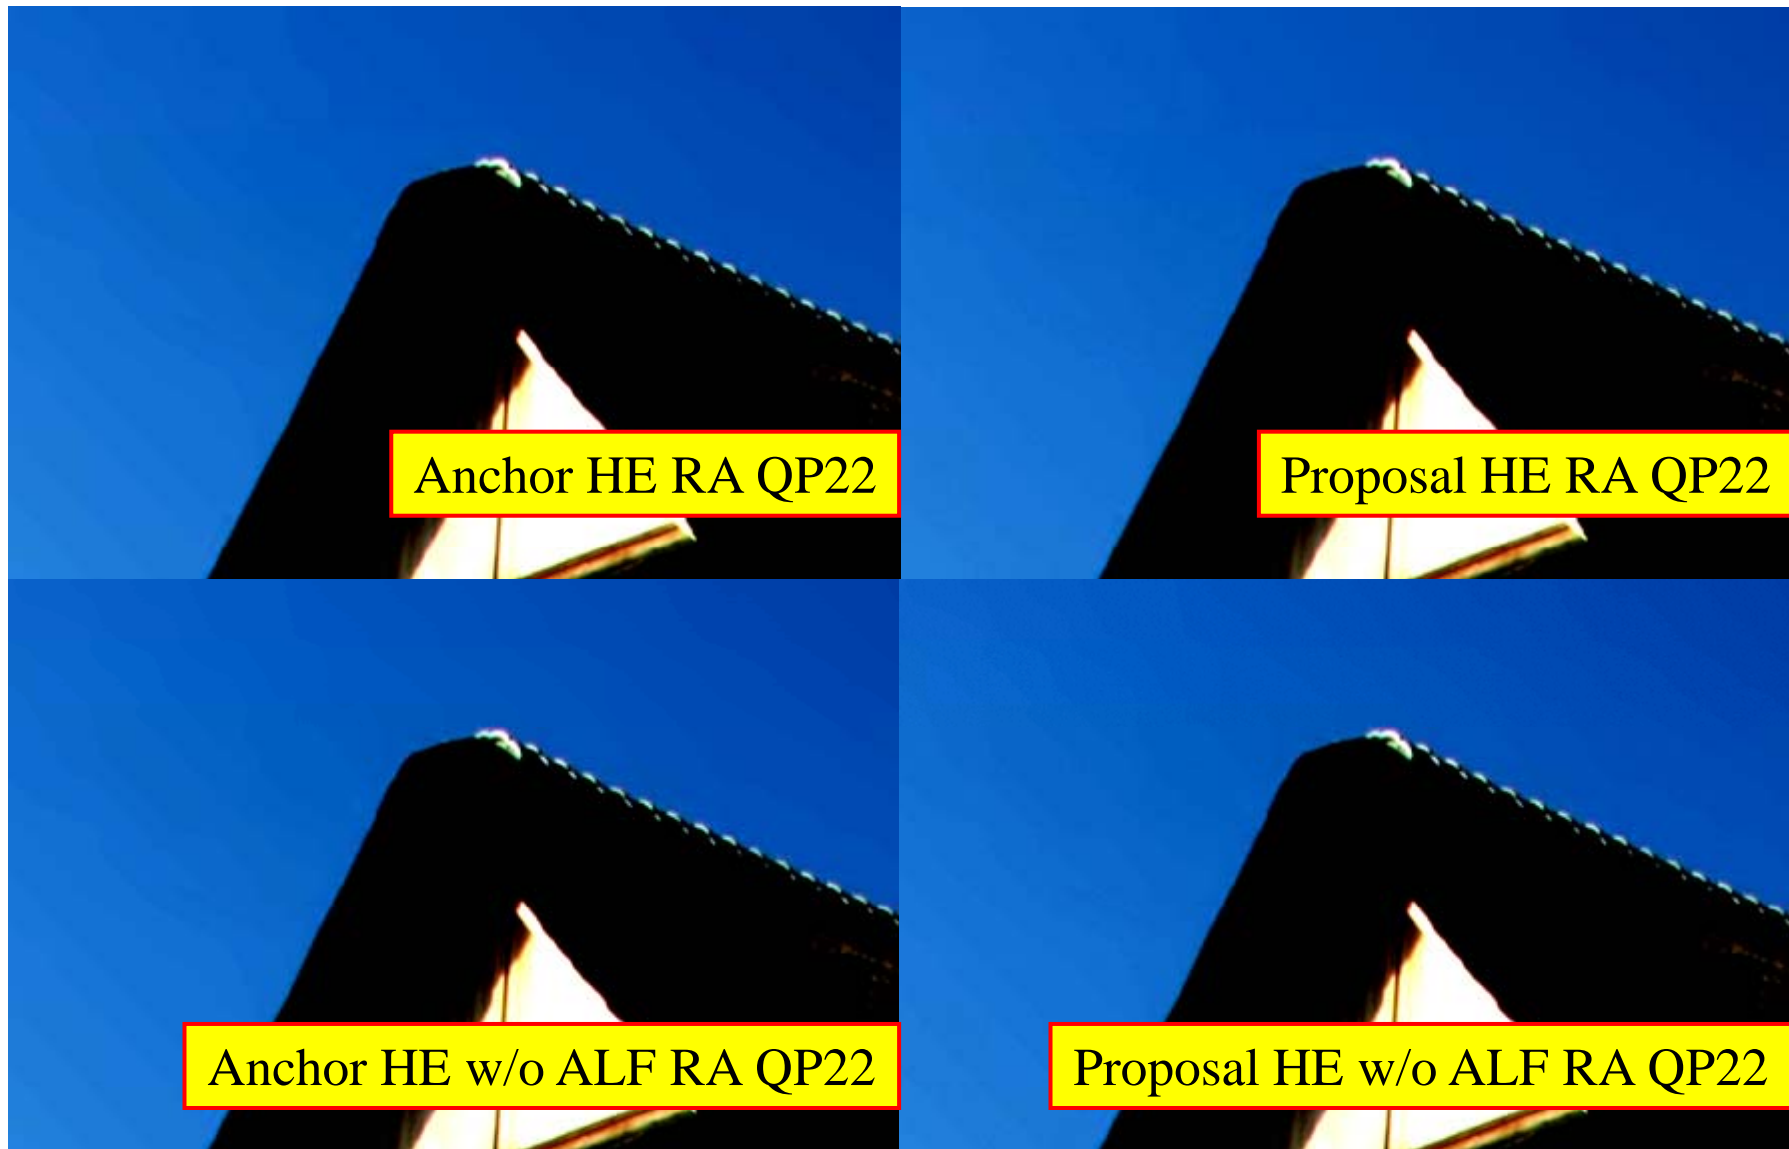 Anchor HE RA QP22
Proposal HE RA QP22
Anchor HE w/o ALF RA QP22
Proposal HE w/o ALF RA QP22